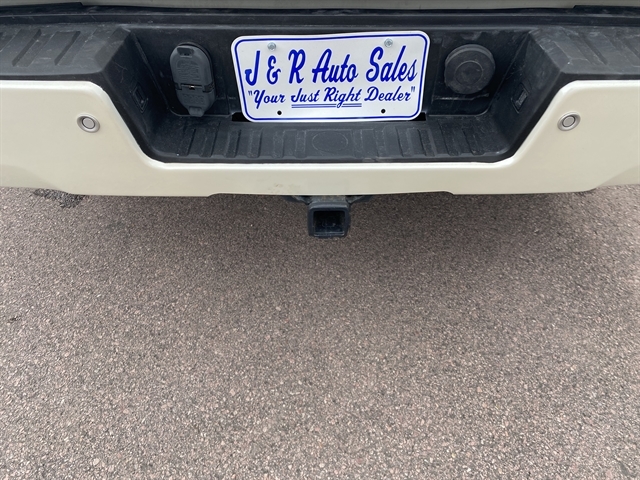 J & R Auto Sales
"Your Just Right Dealer"